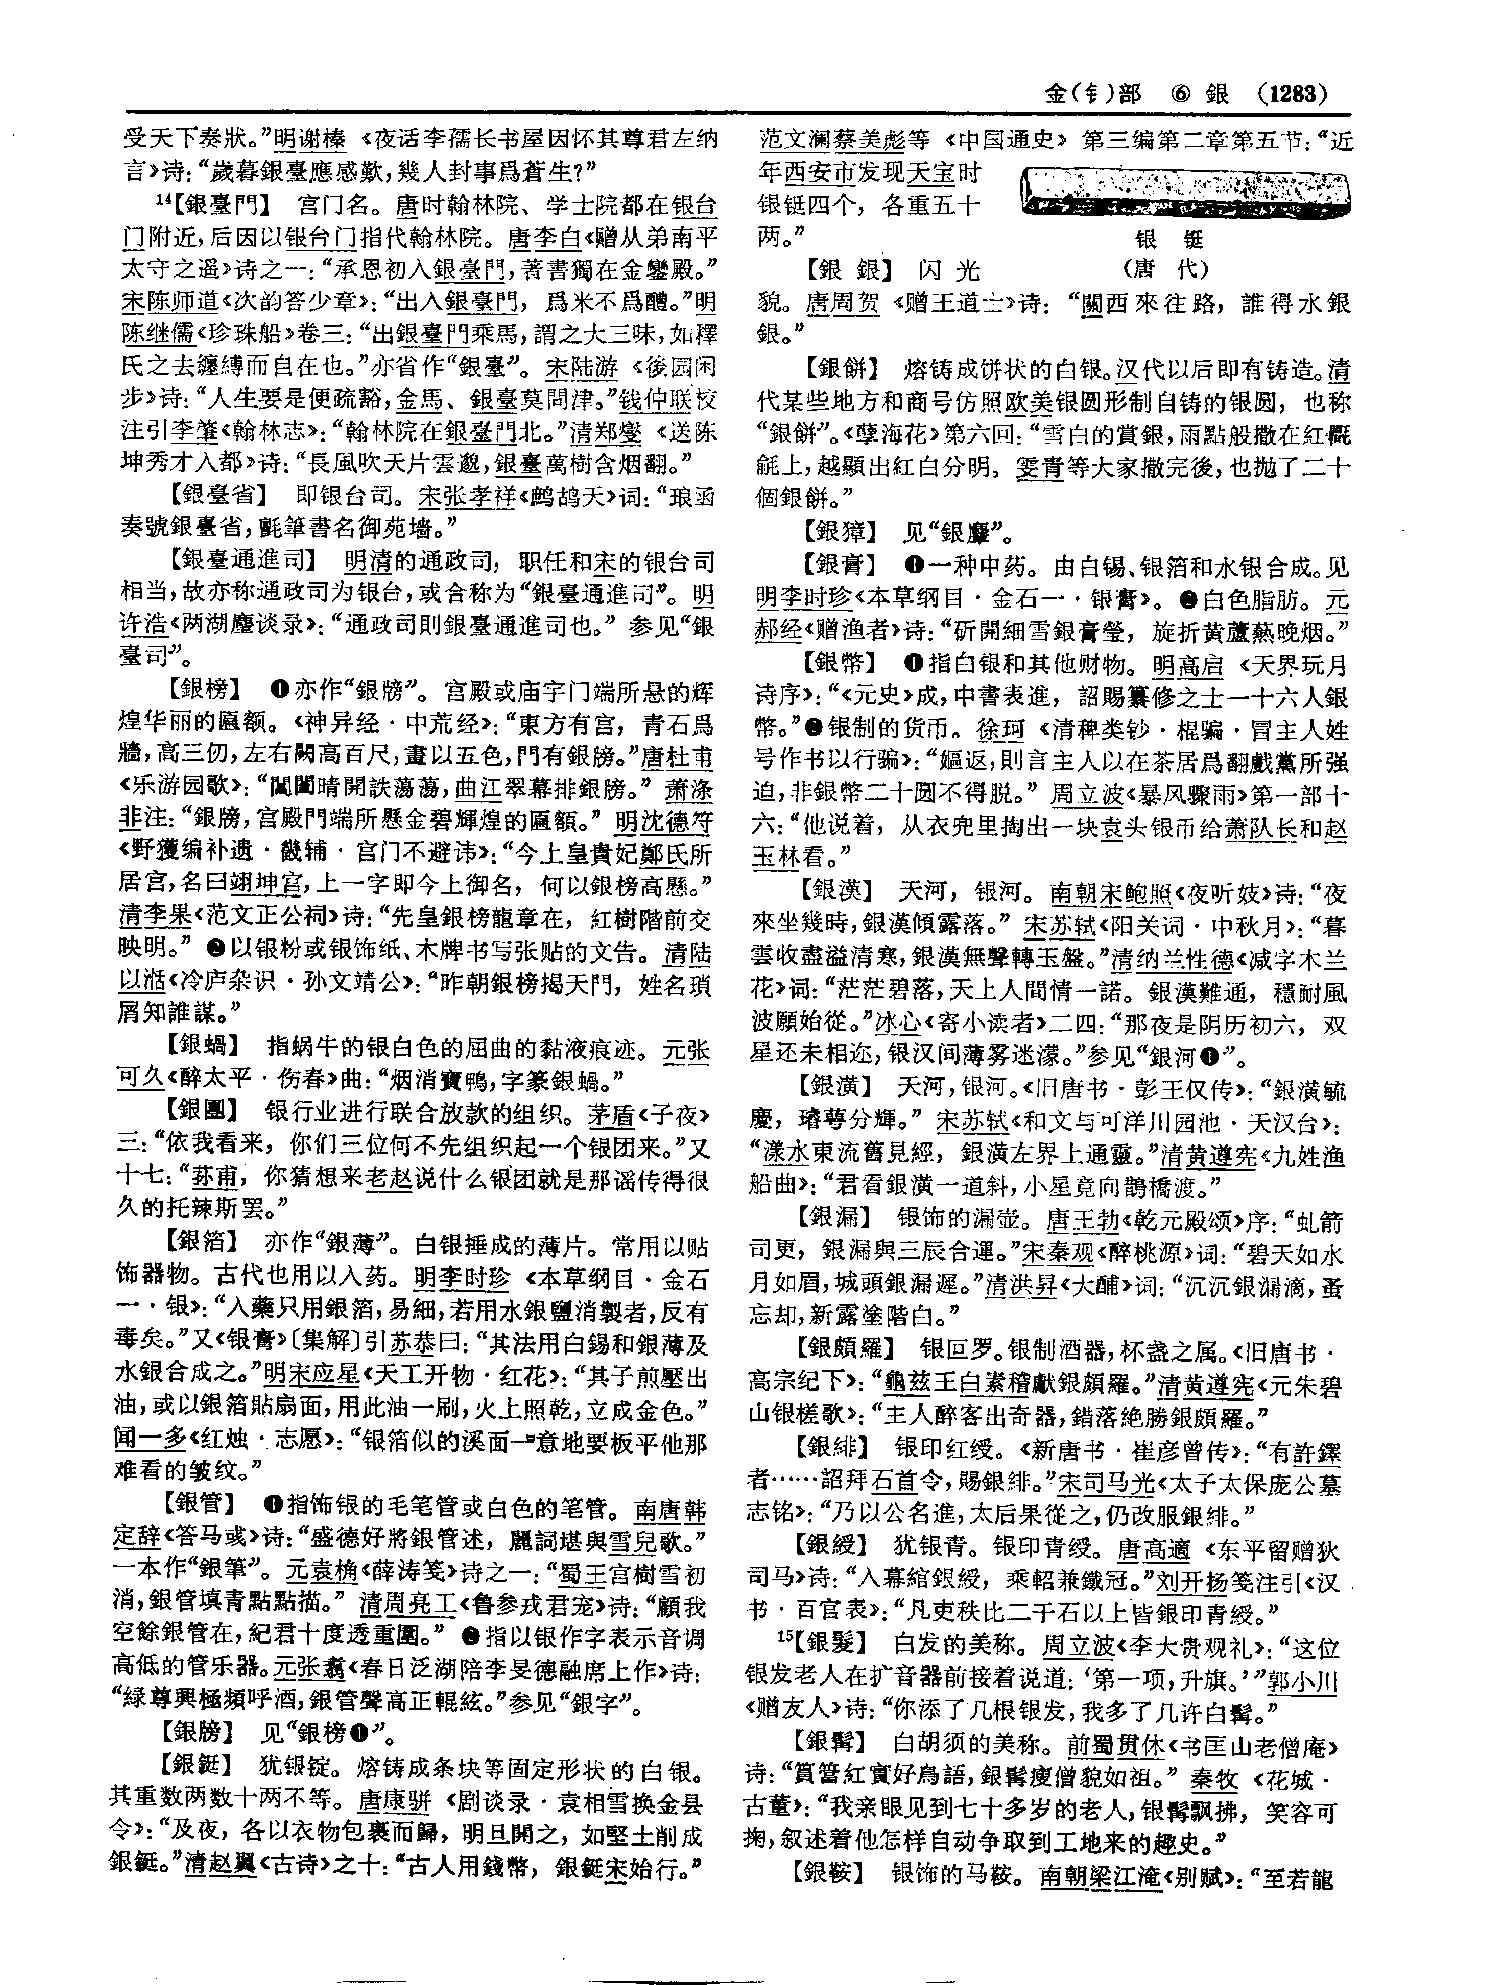 金(钅)部　⑥　銀　(1283)
受天下奏狀。”明谢榛《夜话李孺长书屋因怀其尊君左纳
言》诗：“歲暮銀臺應感歎，幾人封事爲蒼生？”
¹⁴【銀臺門】　宫门名。唐时翰林院、学士院都在银台
门附近，后因以银台门指代翰林院。唐李白《赠从弟南平
太守之遥》诗之一：“承恩初入銀臺門，著書獨在金鑾殿。”
宋陈师道《次韵答少章》：“出入銀臺門，爲米不爲醴。”明
陈继儒《珍珠船》卷三：“出銀臺門乘馬，謂之大三昧，如釋
氏之去纏縛而自在也。”亦省作“銀臺”。宋陆游《後园闲
步》诗：“人生要是便疏豁，金馬、銀臺莫問津。”钱仲联校
注引李肇《翰林志》：“翰林院在銀臺門北。”清郑燮《送陈
坤秀才入都》诗：“長風吹天片雲邈，銀臺萬樹含烟翻。”
【銀臺省】　即银台司。宋张孝祥《鹧鸪天》词：“琅函
奏號銀臺省，氈筆書名御苑墻。”
【銀臺通進司】　明清的通政司，职任和宋的银台司
相当，故亦称通政司为银台，或合称为“銀臺通進司”。明
许浩《两湖麈谈录》：“通政司則銀臺通進司也。”参见“銀
臺司”。
【銀榜】　❶亦作“銀牓”。宫殿或庙宇门端所悬的辉
煌华丽的匾额。《神异经·中荒经》：“東方有宫，青石爲
牆，高三仞，左右闕高百尺，畫以五色，門有銀牓。”唐杜甫
《乐游园歌》：“閶闔晴開詄蕩蕩，曲江翠幕排銀牓。”萧涤
非注：“銀牓，宫殿門端所懸金碧輝煌的匾額。”明沈德符
《野獲编补遗·畿辅·宫门不避讳》：“今上皇貴妃鄭氏所
居宫，名曰翊坤宫，上一字即今上御名，何以銀榜高懸。”
清李果《范文正公祠》诗：“先皇銀榜龍章在，紅樹階前交
映明。”❷以银粉或银饰纸、木牌书写张贴的文告。清陆
以湉《冷庐杂识·孙文靖公》：“昨朝銀榜揭天門，姓名瑣
屑知誰謀。”
【銀蝸】　指蜗牛的银白色的屈曲的黏液痕迹。元张
可久《醉太平·伤春》曲：“烟消寶鴨，字篆銀蝸。”
【銀團】　银行业进行联合放款的组织。茅盾《子夜》
三：“依我看来，你们三位何不先组织起一个银团来。”又
十七：“荪甫，你猜想来老赵说什么银团就是那谣传得很
久的托辣斯罢。”
【銀箔】　亦作“銀薄”。白银捶成的薄片。常用以贴
饰器物。古代也用以入药。明李时珍《本草纲目·金石
一·银》：“入藥只用銀箔，易細，若用水銀鹽消製者，反有
毒矣。”又《银膏》〔集解〕引苏恭曰：“其法用白錫和銀薄及
水銀合成之。”明宋应星《天工开物·红花》：“其子煎壓出
油，或以銀箔貼扇面，用此油一刷，火上照乾，立成金色。”
闻一多《红烛·志愿》：“银箔似的溪面一意地要板平他那
难看的皱纹。”
【銀管】　❶指饰银的毛笔管或白色的笔管。南唐韩
定辞《答马彧》诗：“盛德好將銀管述，麗詞堪與雪兒歌。”
一本作“銀筆”。元袁桷《薛涛笺》诗之一：“蜀王宫樹雪初
消，銀管填青點點描。”清周亮工《鲁参戎君宠》诗：“顧我
空餘銀管在，紀君十度透重圍。”❷指以银作字表示音调
高低的管乐器。元张翥《春日泛湖陪李旻德融席上作》诗：
“緑尊興極頻呼酒，銀管聲高正輥絃。”参见“銀字”。
【銀牓】　见“銀榜❶”。
【銀鋌】　犹银锭。熔铸成条块等固定形状的白银。
其重数两数十两不等。唐康骈《剧谈录·袁相雪换金县
令》：“及夜，各以衣物包裹而歸，明旦開之，如堅土削成
銀鋌。”清赵翼《古诗》之十：“古人用錢幣，銀鋌宋始行。”
范文澜蔡美彪等《中国通史》第三编第二章第五节：“近
年西安市发现天宝时
银铤四个，各重五十
两。”
银　铤
（唐　代）
【銀銀】　闪光
貌。唐周贺《赠王道士》诗：“關西來往路，誰得水銀
銀。”
【銀餅】　熔铸成饼状的白银。汉代以后即有铸造。清
代某些地方和商号仿照欧美银圆形制自铸的银圆，也称
“銀餅”。《孽海花》第六回：“雪白的賞銀，雨點般撒在紅氍
毹上，越顯出紅白分明。雯青等大家撒完後，也抛了二十
個銀餅。”
【銀獐】　见“銀麞”。
【銀膏】　❶一种中药。由白锡、银箔和水银合成。见
明李时珍《本草纲目·金石一·银膏》。❷白色脂肪。元
郝经《赠渔者》诗：“斫開細雪銀膏瑩，旋折黄蘆爇晚烟。”
【銀幣】　❶指白银和其他财物。明高启《天界玩月
诗序》：“《元史》成，中書表進，詔賜纂修之士一十六人銀
幣。”❷银制的货币。徐珂《清稗类钞·棍骗·冒主人姓
号作书以行骗》：“嫗返，則言主人以在茶居爲翻戲黨所强
迫，非銀幣二十圓不得脱。”周立波《暴风骤雨》第一部十
六：“他说着，从衣兜里掏出一块袁头银币给萧队长和赵
玉林看。”
【銀漢】　天河，银河。南朝宋鲍照《夜听妓》诗：“夜
來坐幾時，銀漢傾露落。”宋苏轼《阳关词·中秋月》：“暮
雲收盡溢清寒，銀漢無聲轉玉盤。”清纳兰性德《减字木兰
花》词：“茫茫碧落，天上人間情一諾。銀漢難通，穩耐風
波願始從。”冰心《寄小读者》二四：“那夜是阴历初六，双
星还未相迩，银汉间薄雾迷濛。”参见“銀河❶”。
【銀潢】　天河，银河。《旧唐书·彭王仅传》：“銀潢毓
慶，璿萼分輝。”宋苏轼《和文与可洋川园池·天汉台》：
“漾水東流舊見經，銀潢左界上通靈。”清黄遵宪《九姓渔
船曲》：“君看銀潢一道斜，小星竟向鵲橋渡。”
【銀漏】　银饰的漏壶。唐王勃《乾元殿颂》序：“虬箭
司更，銀漏與三辰合運。”宋秦观《醉桃源》词：“碧天如水
月如眉，城頭銀漏遲。”清洪昇《大酺》词：“沉沉銀漏滴，蚤
忘却，新露塗階白。”
【銀頗羅】　银叵罗。银制酒器，杯盏之属。《旧唐书·
高宗纪下》：“龜兹王白素稽獻銀頗羅。”清黄遵宪《元朱碧
山银槎歌》：“主人醉客出奇器，錯落絶勝銀頗羅。”
【銀緋】　银印红绶。《新唐书·崔彦曾传》：“有許鐸
者……詔拜石首令，賜銀緋。”宋司马光《太子太保庞公墓
志铭》：“乃以公名進，太后果從之，仍改服銀緋。”
【銀綬】　犹银青。银印青绶。唐高適《东平留赠狄
司马》诗：“入幕綰銀綬，乘軺兼鐵冠。”刘开扬笺注引《汉
书·百官表》：“凡吏秩比二千石以上皆銀印青綬。”
¹⁵【銀髮】　白发的美称。周立波《李大贵观礼》：“这位
银发老人在扩音器前接着说道：‘第一项，升旗。’”郭小川
《赠友人》诗：“你添了几根银发，我多了几许白髯。”
【銀髯】　白胡须的美称。前蜀贯休《书匡山老僧庵》
诗：“篔簹紅實好鳥語，銀髯瘦僧貌如祖。”秦牧《花城·
古董》：“我亲眼见到七十多岁的老人，银髯飘拂，笑容可
掬，叙述着他怎样自动争取到工地来的趣史。”
【銀鞍】　银饰的马鞍。南朝梁江淹《别赋》：“至若龍